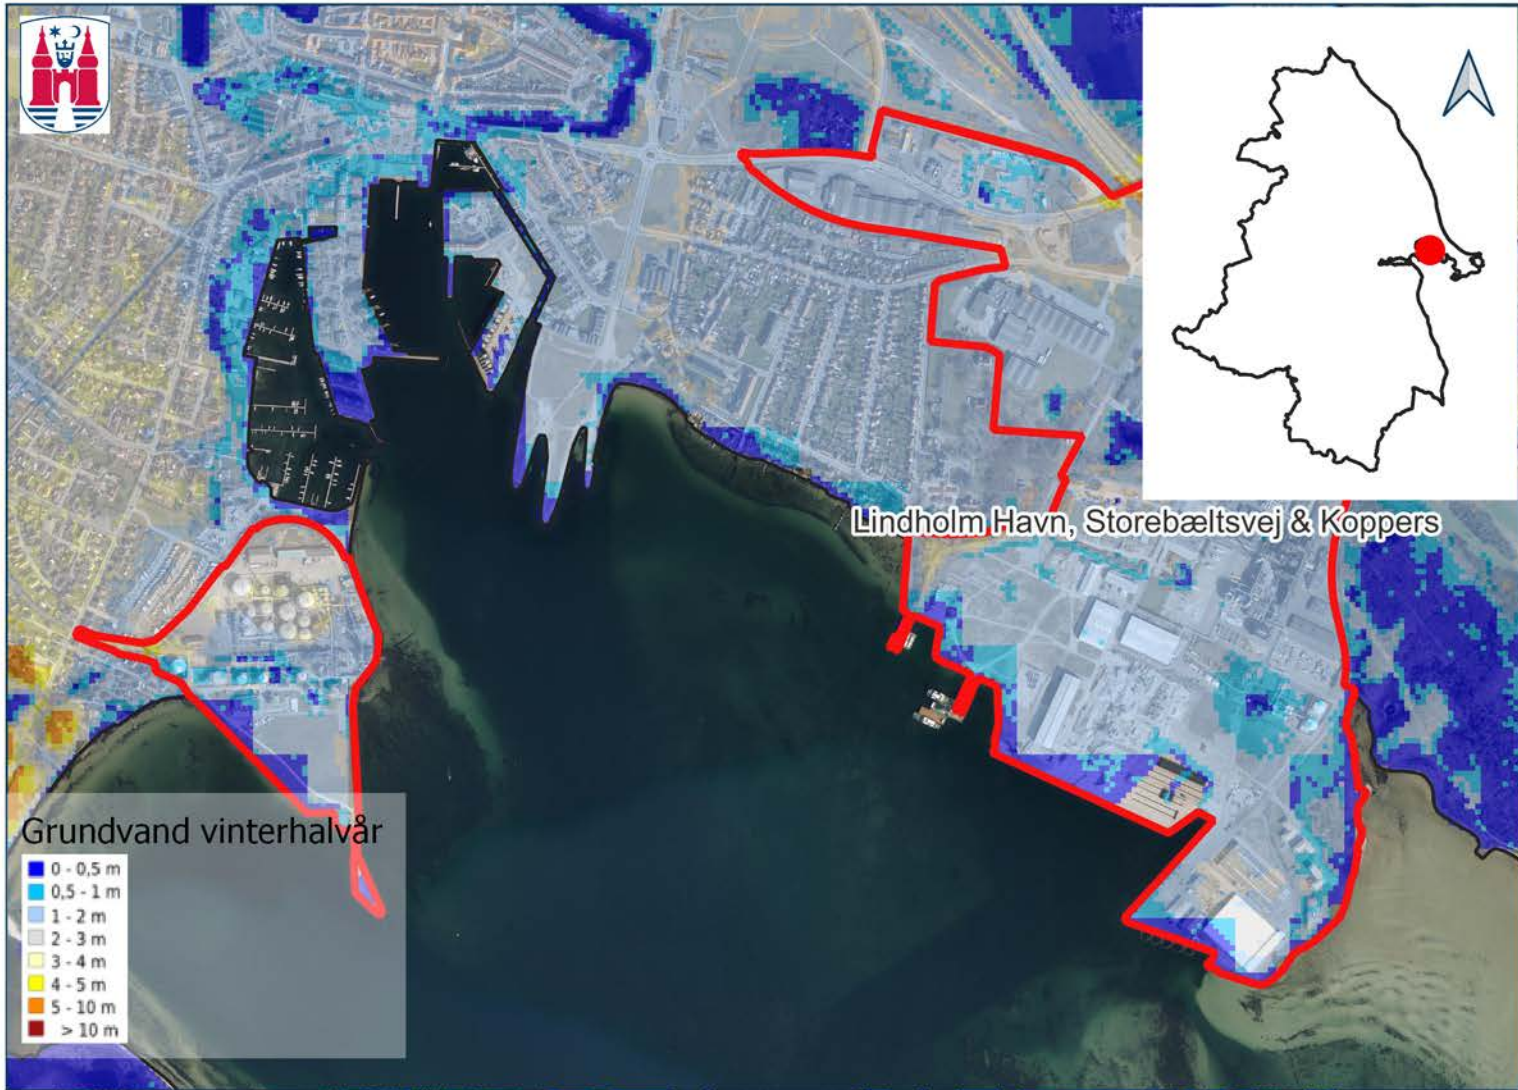 Lindholm Havn, Storebæltsvej & Koppers
Grundvand vinterhalvår
0 - 0,5 m
0,5 - 1 m
1 - 2 m
2 - 3 m
3 - 4 m
4 - 5 m
5 - 10 m
> 10 m